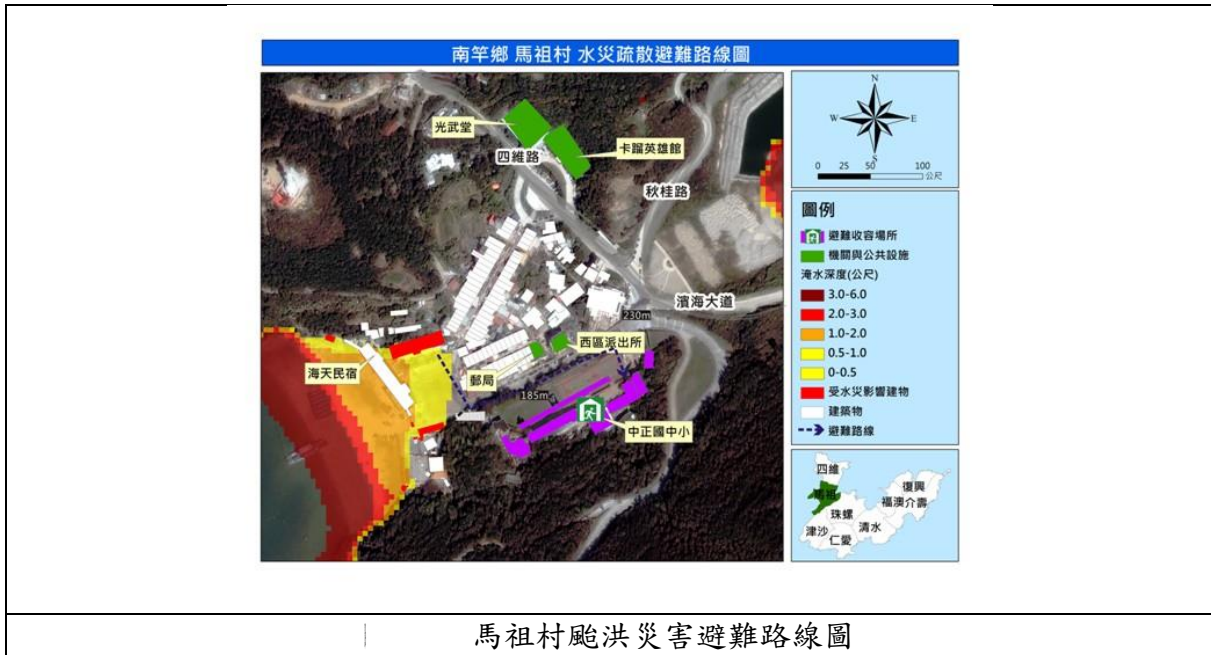 南竿鄉 馬祖村 水災疏散避難路線圖
光武堂
卡蹓英雄館
四維路
秋桂路
濱海大道
230m
西區派出所
海天民宿
郵局
185m
中正國中小
N
W
E
S
0 25 50 100
公尺
圖例
避難收容場所
機關與公共設施
淹水深度(公尺)
3.0-6.0
2.0-3.0
1.0-2.0
0.5-1.0
0-0.5
受水災影響建物
建築物
避難路線
四維
馬祖
復興
福澳介壽
珠螺
清水
津沙
仁愛
馬祖村颱洪災害避難路線圖